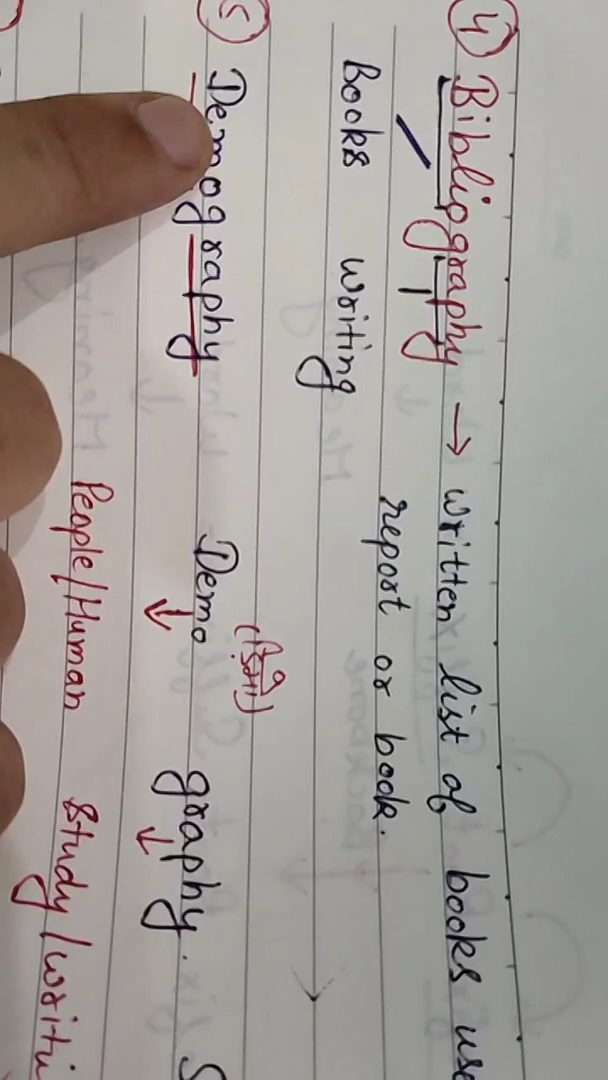 4 Bibliography → written list of books use
report or book.
Books writing
5 Demography Demo graphy.
People/Human Study/writi